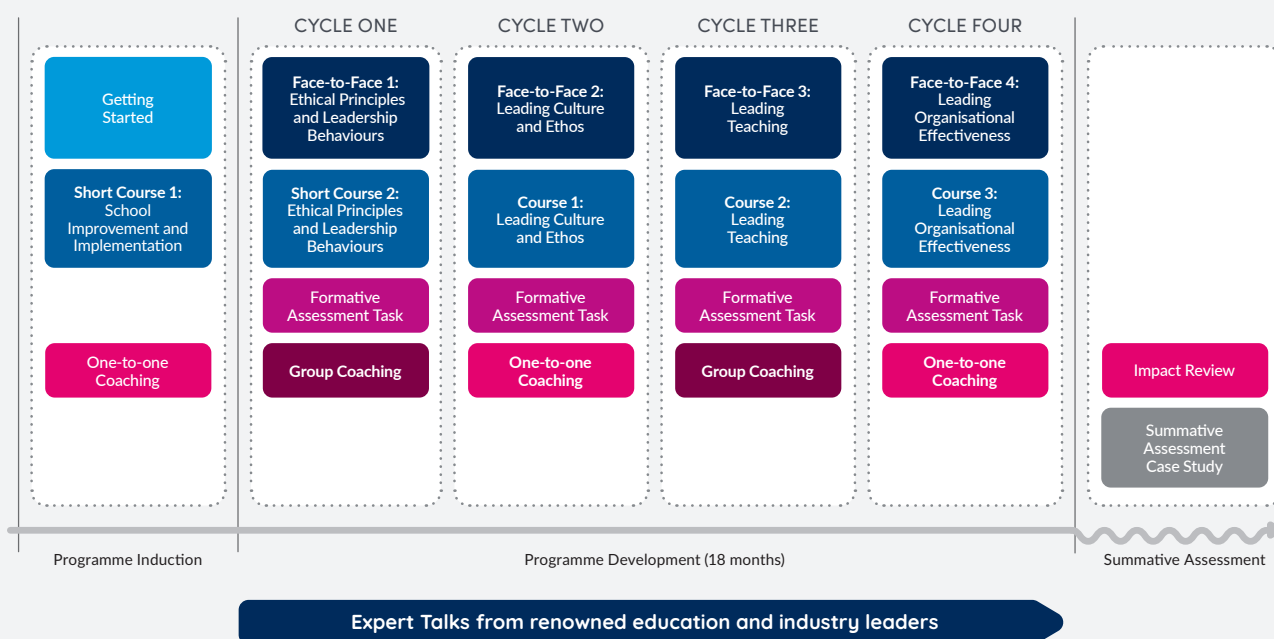 CYCLE ONE
CYCLE TWO
CYCLE THREE
CYCLE FOUR
Getting
Started
Short Course 1:
School
Improvement and
Implementation
One-to-one
Coaching
Face-to-Face 1:
Ethical Principles
and Leadership
Behaviours
Short Course 2:
Ethical Principles
and Leadership
Behaviours
Formative
Assessment Task
Group Coaching
Face-to-Face 2:
Leading Culture
and Ethos
Course 1:
Leading Culture
and Ethos
Formative
Assessment Task
One-to-one
Coaching
Face-to-Face 3:
Leading
Teaching
Course 2:
Leading
Teaching
Formative
Assessment Task
Group Coaching
Face-to-Face 4:
Leading
Organisational
Effectiveness
Course 3:
Leading
Organisational
Effectiveness
Formative
Assessment Task
One-to-one
Coaching
Impact Review
Summative
Assessment
Case Study
Programme Induction
Programme Development (18 months)
Summative Assessment
Expert Talks from renowned education and industry leaders